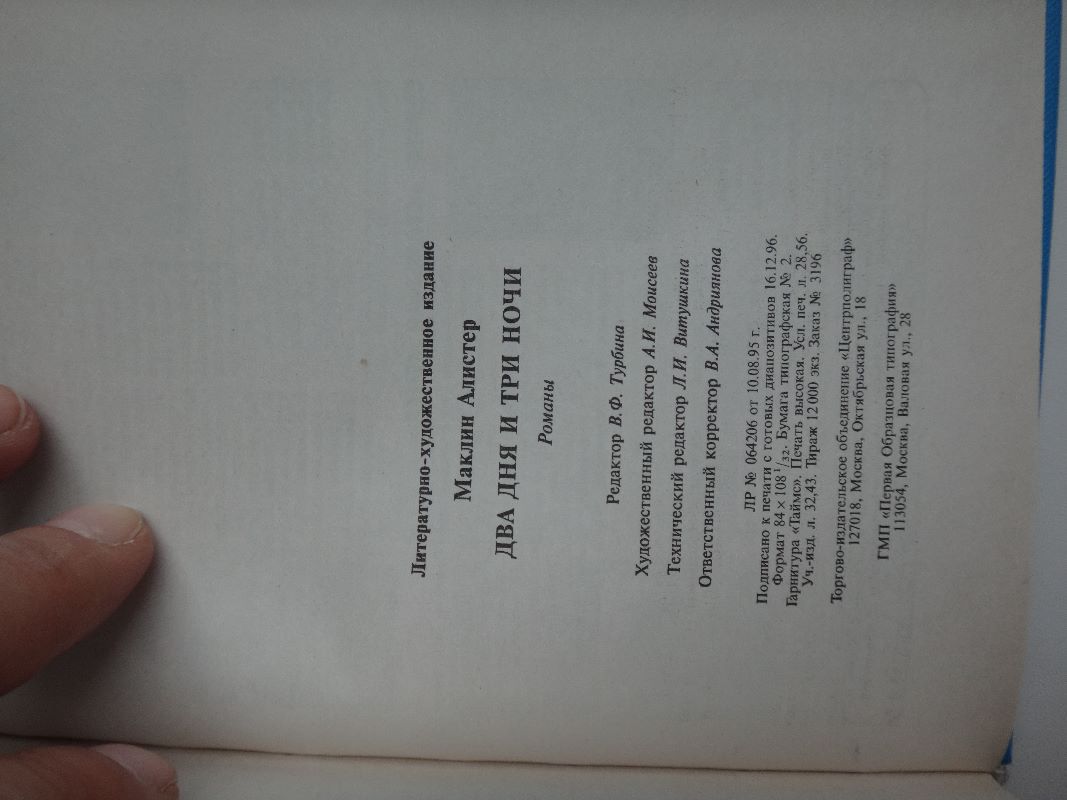 Литературно-художественное издание
Маклин Алистер
ДВА ДНЯ И ТРИ НОЧИ
Романы
Редактор В.Ф. Турбина
Художественный редактор А.И. Моисеев
Технический редактор Л.И. Витушкина
Ответственный корректор В.А. Андриянова
ЛР № 064206 от 10.08.95 г.
Подписано к печати с готовых диапозитивов 16.12.96.
Формат 84 × 108 1/32. Бумага типографская № 2.
Гарнитура «Таймс». Печать высокая. Усл. печ. л. 28,56.
Уч.-изд. л. 32,43. Тираж 12 000 экз. Заказ № 3196
Торгово-издательское объединение «Центрполиграф»
127018, Москва, Октябрьская ул., 18
ГМП «Первая Образцовая типография»
113054, Москва, Валовая ул., 28